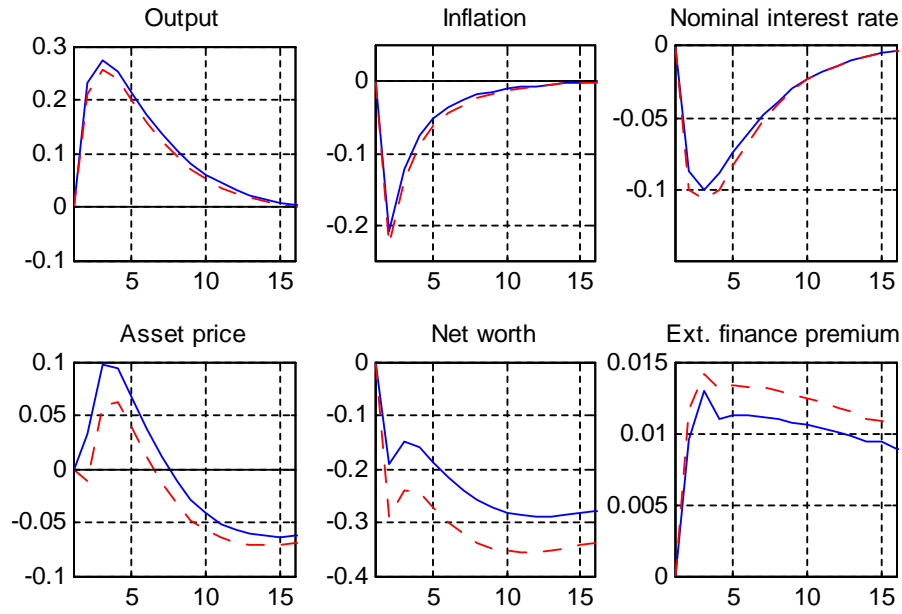 Output
0.3
0.2
0.1
0
-0.1
5 10 15
Inflation
0
-0.1
-0.2
5 10 15
Nominal interest rate
0
-0.05
-0.1
5 10 15
Asset price
0.1
0.05
0
-0.05
-0.1
5 10 15
Net worth
0
-0.1
-0.2
-0.3
-0.4
5 10 15
Ext. finance premium
0.015
0.01
0.005
0
5 10 15